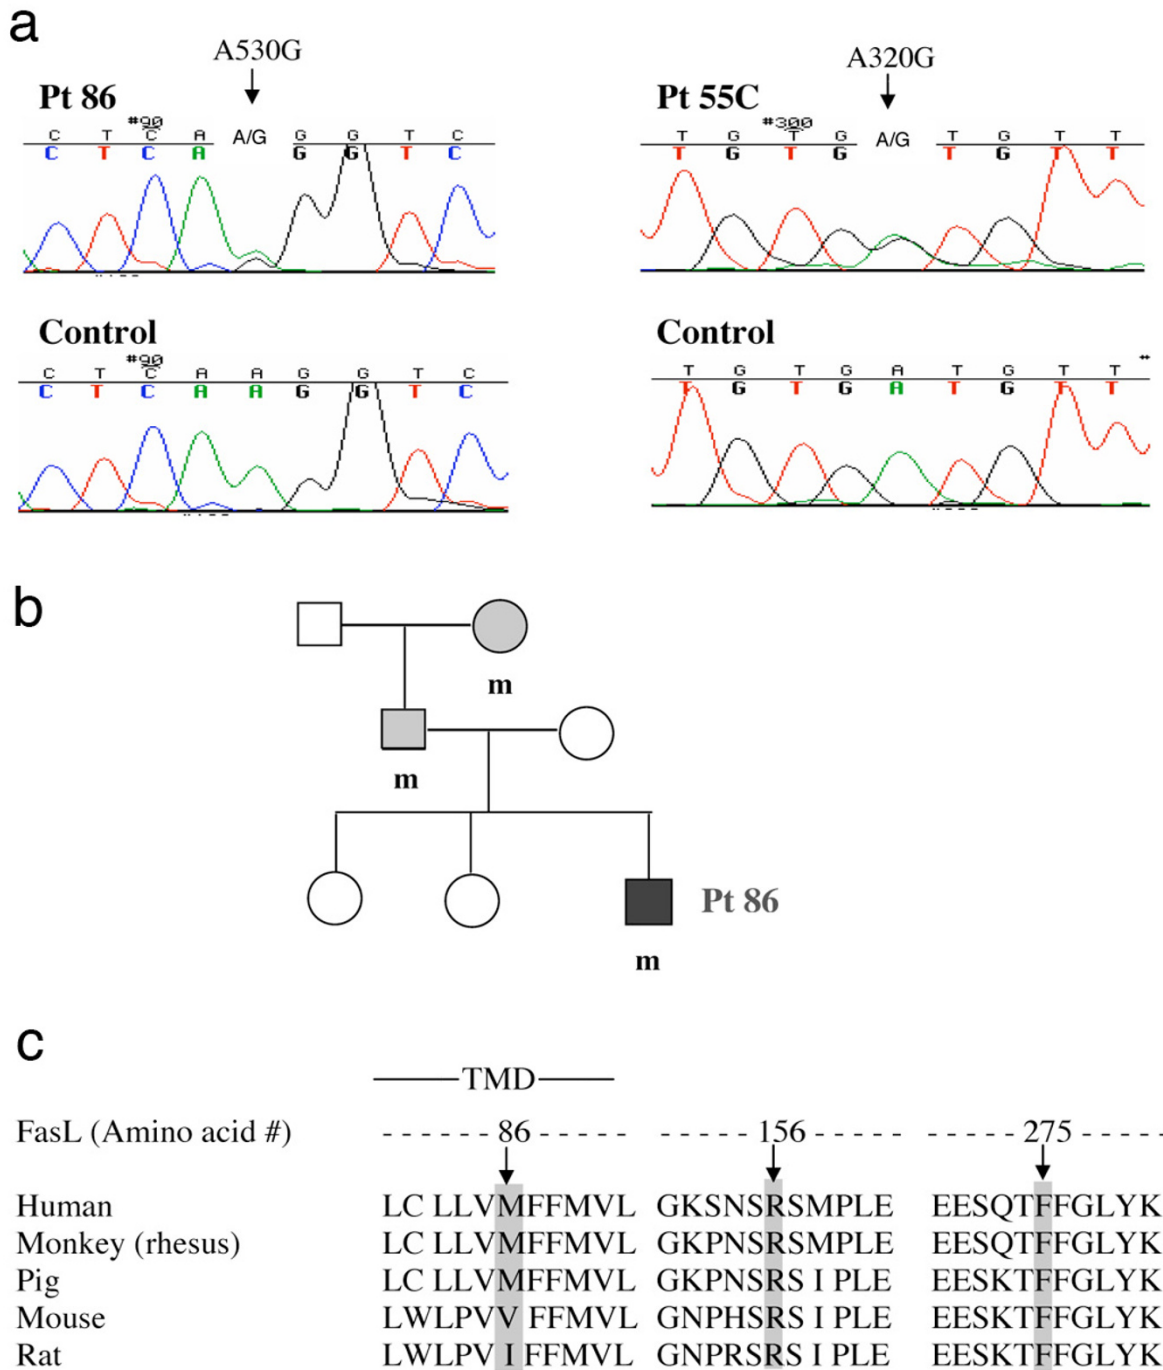 a
A530G
A320G
Pt 86
Pt 55C
#90
#300
C T C A A/G G G T C
T G T G A/G T G T T
C T C A G G T C
T G T G T G T T
Control
Control
#90
C T C A A G G T C
T G T G A T G T T
C T C A A G G T C
T G T G A T G T T
b
m
m
Pt 86
m
c
TMD
FasL (Amino acid #) - - - - - - 86 - - - - - - - - - - 156 - - - - - - - - - - 275 - - - -
Human LC LLVMFFMVL GKSNSRSMPLE EESQTFFGLYK
Monkey (rhesus) LC LLVMFFMVL GKPNSRSMPLE EESQTFFGLYK
Pig LC LLVMFFMVL GKPNSRS I PLE EESKTFFGLYK
Mouse LWLPVV FFMVL GNPHSRS I PLE EESKTFFGLYK
Rat LWLPV I FFMVL GNPRSRS I PLE EESKTFFGLYK